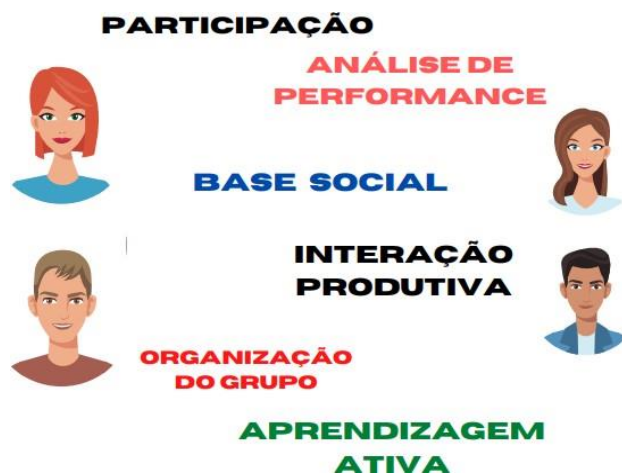 PARTICIPAÇÃO
ANÁLISE DE
PERFORMANCE
BASE SOCIAL
INTERAÇÃO
PRODUTIVA
ORGANIZAÇÃO
DO GRUPO
APRENDIZAGEM
ATIVA